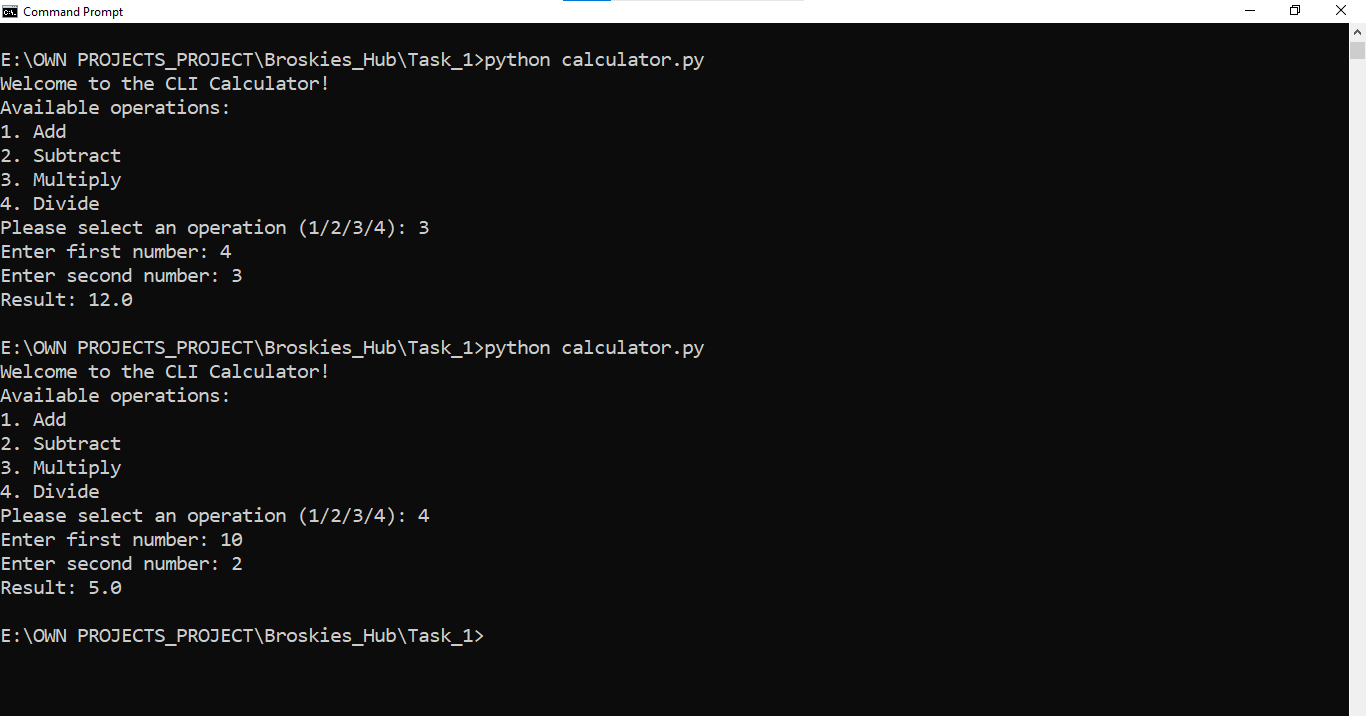 Command Prompt
E:\OWN PROJECTS_PROJECT\Broskies_Hub\Task_1>python calculator.py
Welcome to the CLI Calculator!
Available operations:
1. Add
2. Subtract
3. Multiply
4. Divide
Please select an operation (1/2/3/4): 3
Enter first number: 4
Enter second number: 3
Result: 12.0
E:\OWN PROJECTS_PROJECT\Broskies_Hub\Task_1>python calculator.py
Welcome to the CLI Calculator!
Available operations:
1. Add
2. Subtract
3. Multiply
4. Divide
Please select an operation (1/2/3/4): 4
Enter first number: 10
Enter second number: 2
Result: 5.0
E:\OWN PROJECTS_PROJECT\Broskies_Hub\Task_1>